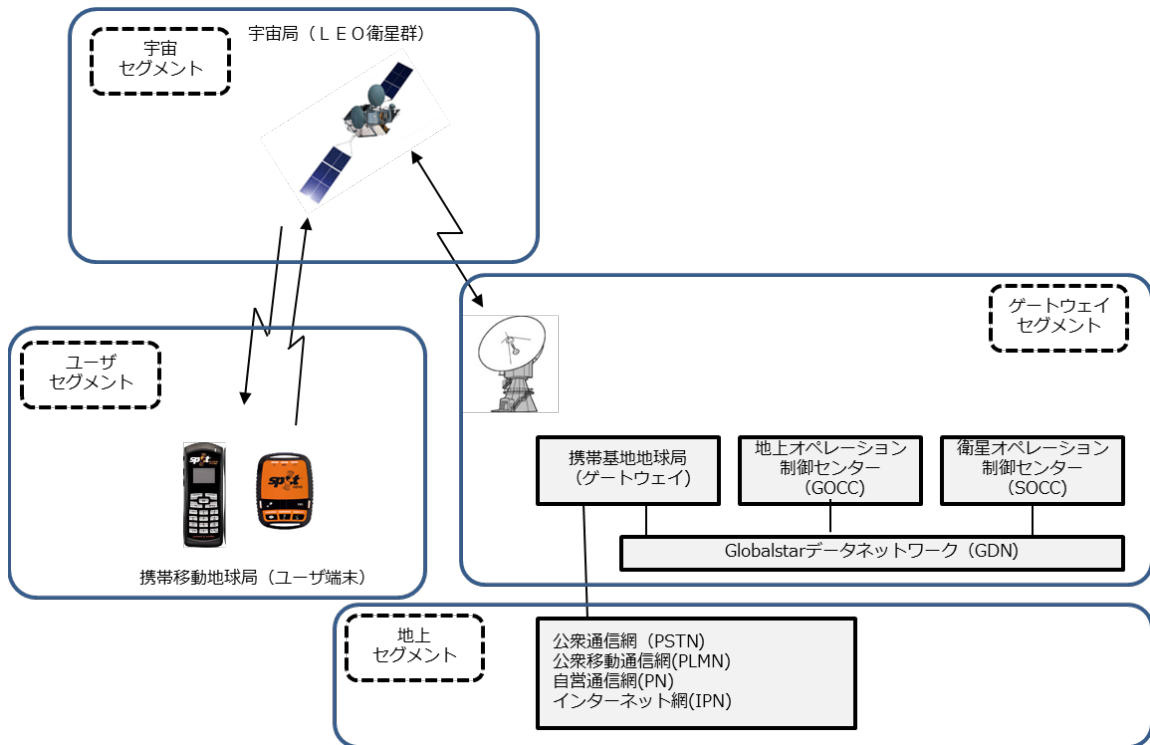 宇宙
セグメント
宇宙局（ＬＥＯ衛星群）
ゲートウェイ
セグメント
ユーザ
セグメント
spot
spot
携帯移動地球局（ユーザ端末）
携帯基地地球局
（ゲートウェイ）
地上オペレーション
制御センター
（GOCC)
衛星オペレーション
制御センター
（SOCC)
Globalstarデータネットワーク（GDN)
地上
セグメント
公衆通信網（PSTN)
公衆移動通信網(PLMN)
自営通信網(PN)
インターネット網(IPN)